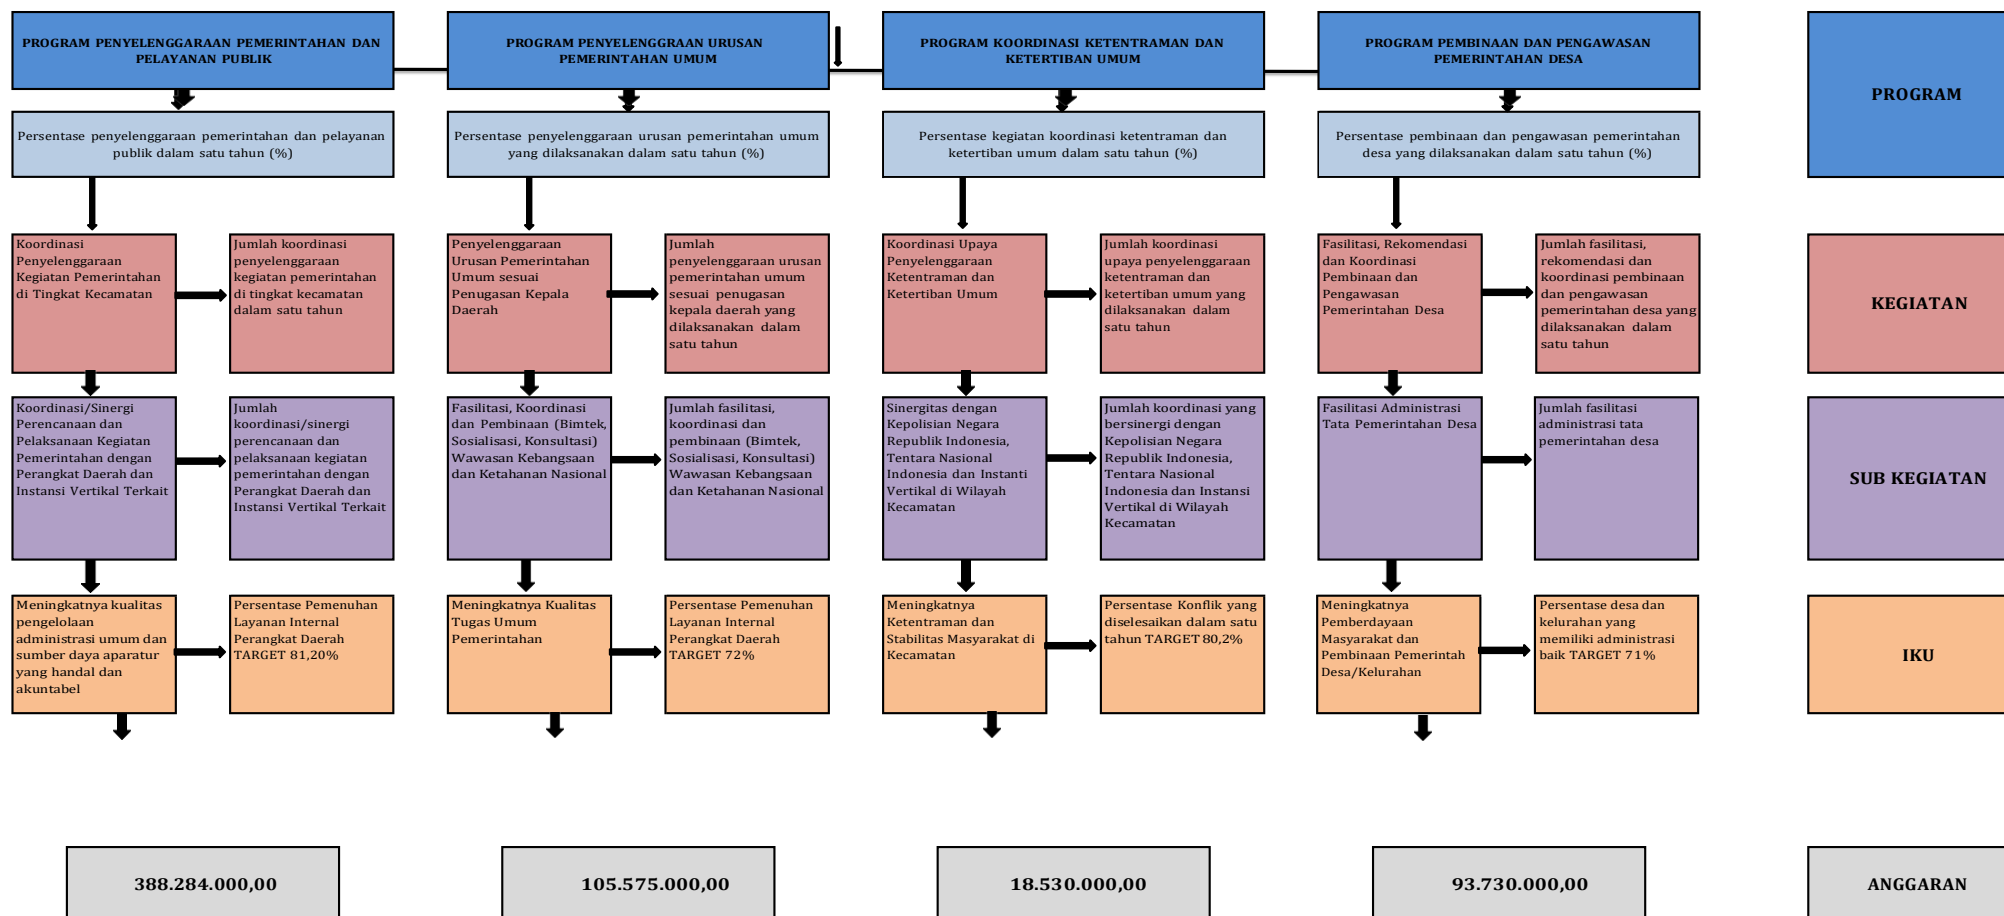 PROGRAM PENYELENGGARAAN PEMERINTAHAN DAN
PELAYANAN PUBLIK
PROGRAM PENYELENGGRAAN URUSAN
PEMERINTAHAN UMUM
PROGRAM KOORDINASI KETENTRAMAN DAN
KETERTIBAN UMUM
PROGRAM PEMBINAAN DAN PENGAWASAN
PEMERINTAHAN DESA
PROGRAM
Persentase penyelenggaraan pemerintahan dan pelayanan
publik dalam satu tahun (%)
Persentase penyelenggaraan urusan pemerintahan umum
yang dilaksanakan dalam satu tahun (%)
Persentase kegiatan koordinasi ketentraman dan
ketertiban umum dalam satu tahun (%)
Persentase pembinaan dan pengawasan pemerintahan
desa yang dilaksanakan dalam satu tahun (%)
Koordinasi
Penyelenggaraan
Kegiatan Pemerintahan
di Tingkat Kecamatan
Jumlah koordinasi
penyelenggaraan
kegiatan pemerintahan
di tingkat kecamatan
dalam satu tahun
Penyelenggaraan
Urusan Pemerintahan
Umum sesuai
Penugasan Kepala
Daerah
Jumlah
penyelenggaraan urusan
pemerintahan umum
sesuai penugasan
kepala daerah yang
dilaksanakan dalam
satu tahun
Koordinasi Upaya
Penyelenggaraan
Ketentraman dan
Ketertiban Umum
Jumlah koordinasi
upaya penyelenggaraan
ketentraman dan
ketertiban umum yang
dilaksanakan dalam
satu tahun
Fasilitasi, Rekomendasi
dan Koordinasi
Pembinaan dan
Pengawasan
Pemerintahan Desa
Jumlah fasilitasi,
rekomendasi dan
koordinasi pembinaan
dan pengawasan
pemerintahan desa yang
dilaksanakan dalam
satu tahun
KEGIATAN
Koordinasi/Sinergi
Perencanaan dan
Pelaksanaan Kegiatan
Pemerintahan dengan
Perangkat Daerah dan
Instansi Vertikal Terkait
Jumlah
koordinasi/sinergi
perencanaan dan
pelaksanaan kegiatan
pemerintahan dengan
Perangkat Daerah dan
Instansi Vertikal Terkait
Fasilitasi, Koordinasi
dan Pembinaan (Bimtek,
Sosialisasi, Konsultasi)
Wawasan Kebangsaan
dan Ketahanan Nasional
Jumlah fasilitasi,
koordinasi dan
pembinaan (Bimtek,
Sosialisasi, Konsultasi)
Wawasan Kebangsaan
dan Ketahanan Nasional
Sinergitas dengan
Kepolisian Negara
Republik Indonesia,
Tentara Nasional
Indonesia dan Instanti
Vertikal di Wilayah
Kecamatan
Jumlah koordinasi yang
bersinergi dengan
Kepolisian Negara
Republik Indonesia,
Tentara Nasional
Indonesia dan Instansi
Vertikal di Wilayah
Kecamatan
Fasilitasi Administrasi
Tata Pemerintahan Desa
Jumlah fasilitasi
administrasi tata
pemerintahan desa
SUB KEGIATAN
Meningkatnya kualitas
pengelolaan
administrasi umum dan
sumber daya aparatur
yang handal dan
akuntabel
Persentase Pemenuhan
Layanan Internal
Perangkat Daerah
TARGET 81,20%
Meningkatnya Kualitas
Tugas Umum
Pemerintahan
Persentase Pemenuhan
Layanan Internal
Perangkat Daerah
TARGET 72%
Meningkatnya
Ketentraman dan
Stabilitas Masyarakat di
Kecamatan
Persentase Konflik yang
diselesaikan dalam satu
tahun TARGET 80,2%
Meningkatnya
Pemberdayaan
Masyarakat dan
Pembinaan Pemerintah
Desa/Kelurahan
Persentase desa dan
kelurahan yang
memiliki administrasi
baik TARGET 71%
IKU
388.284.000,00
105.575.000,00
18.530.000,00
93.730.000,00
ANGGARAN